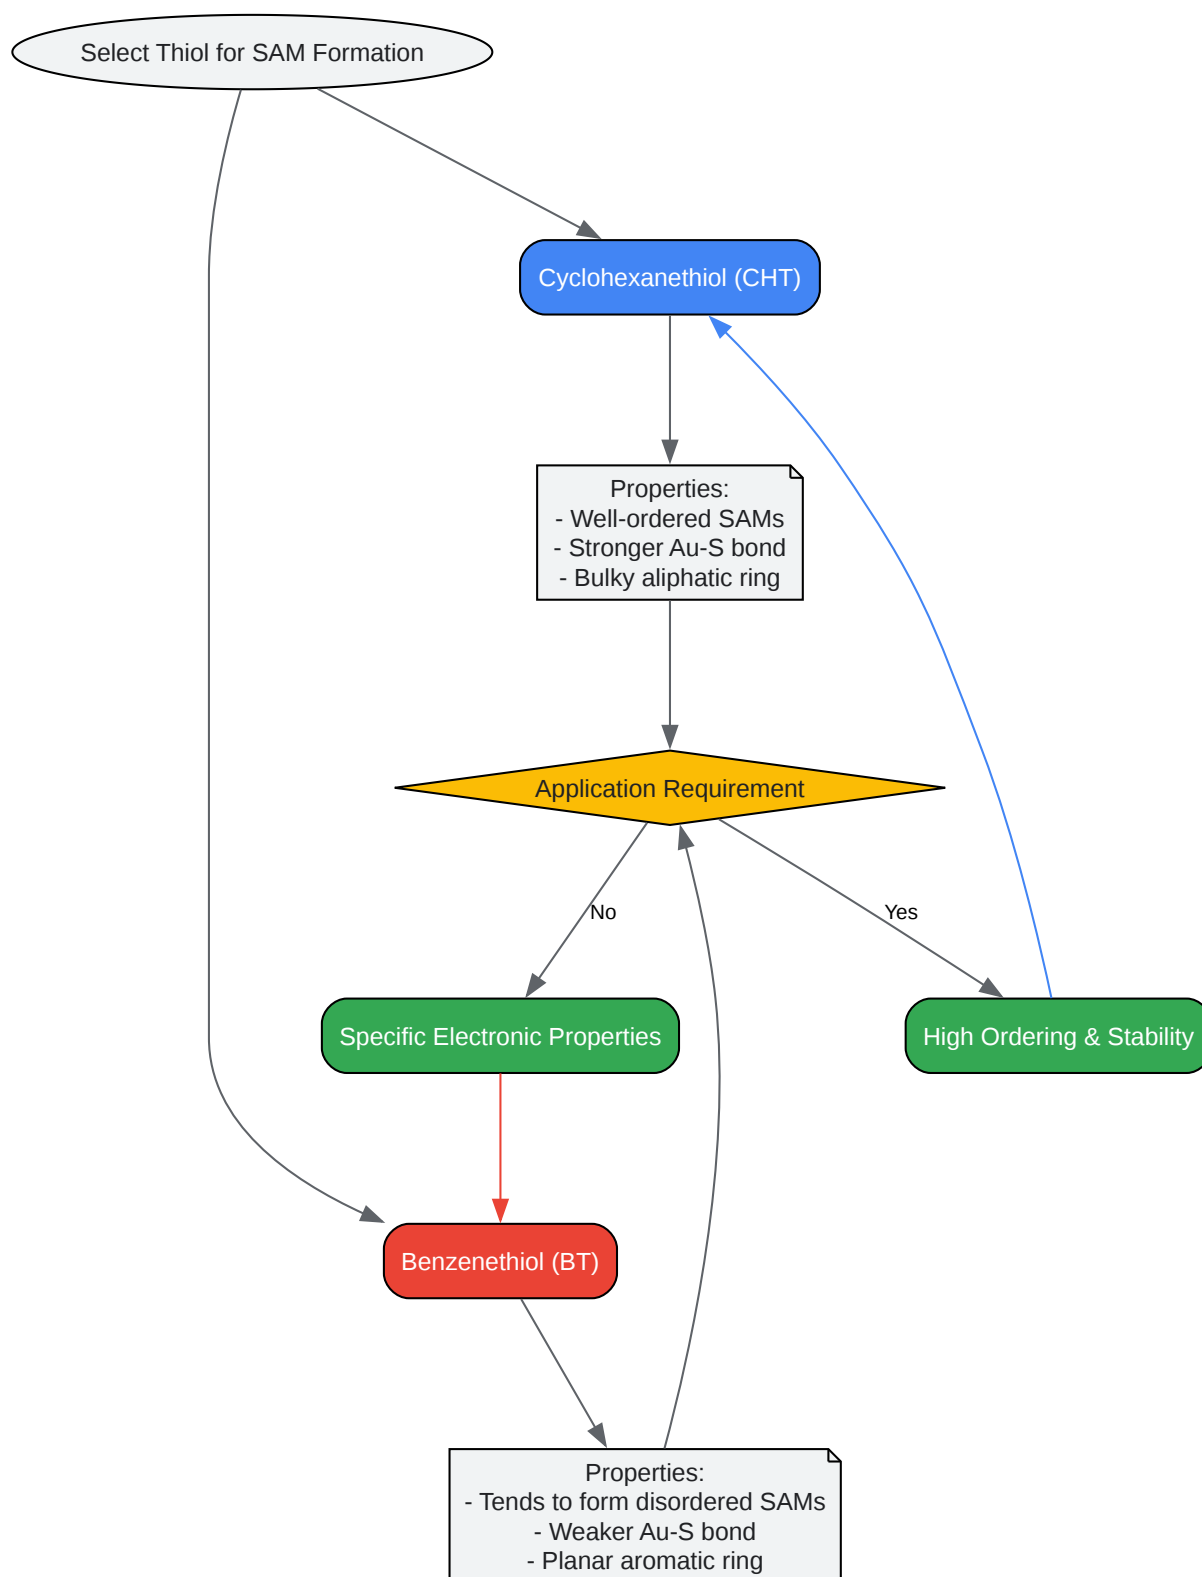 Select Thiol for SAM Formation
Cyclohexanethiol (CHT)
Properties:
- Well-ordered SAMs
- Stronger Au-S bond
- Bulky aliphatic ring
Application Requirement
No
Yes
Specific Electronic Properties
High Ordering & Stability
Benzenethiol (BT)
Properties:
- Tends to form disordered SAMs
- Weaker Au-S bond
- Planar aromatic ring